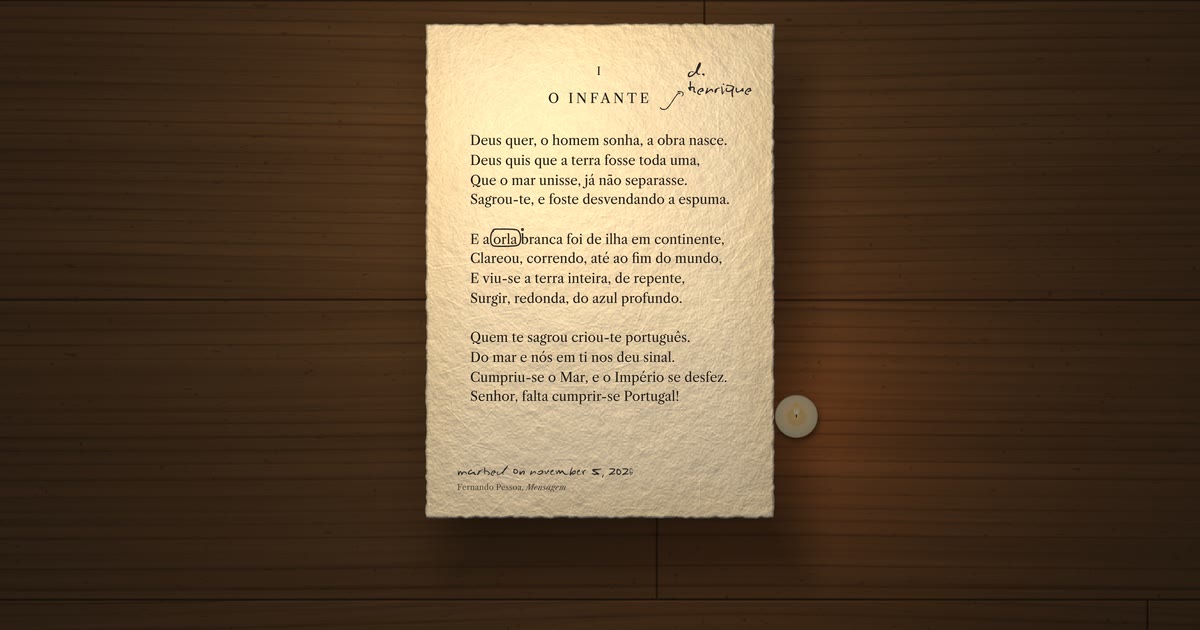 I
d.
henrique
O INFANTE
Deus quer, o homem sonha, a obra nasce.
Deus quis que a terra fosse toda uma,
Que o mar unisse, já não separasse.
Sagrou-te, e foste desvendando a espuma.
E a orla branca foi de ilha em continente,
Clareou, correndo, até ao fim do mundo,
E viu-se a terra inteira, de repente,
Surgir, redonda, do azul profundo.
Quem te sagrou criou-te português.
Do mar e nós em ti nos deu sinal.
Cumpriu-se o Mar, e o Império se desfez.
Senhor, falta cumprir-se Portugal!
marked on november 5,
Fernando Pessoa, Mensagem